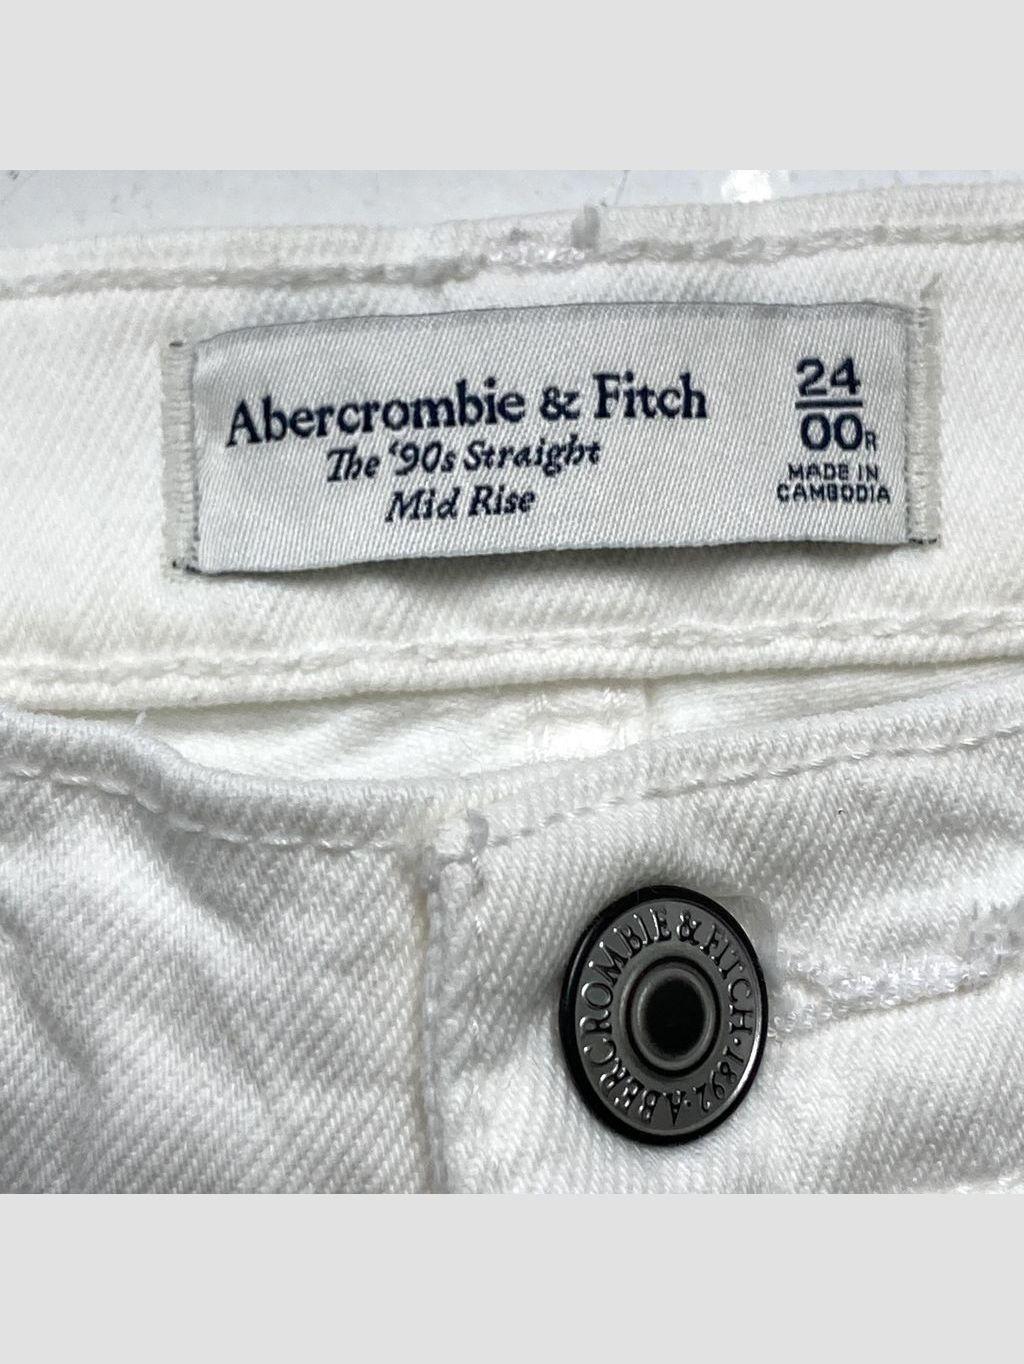 Abercrombie & Fitch
The '90s Straight
Mid Rise
24
00R
MADE IN
CAMBODIA
ABERCROMBIE & FITCH · 1892 ·